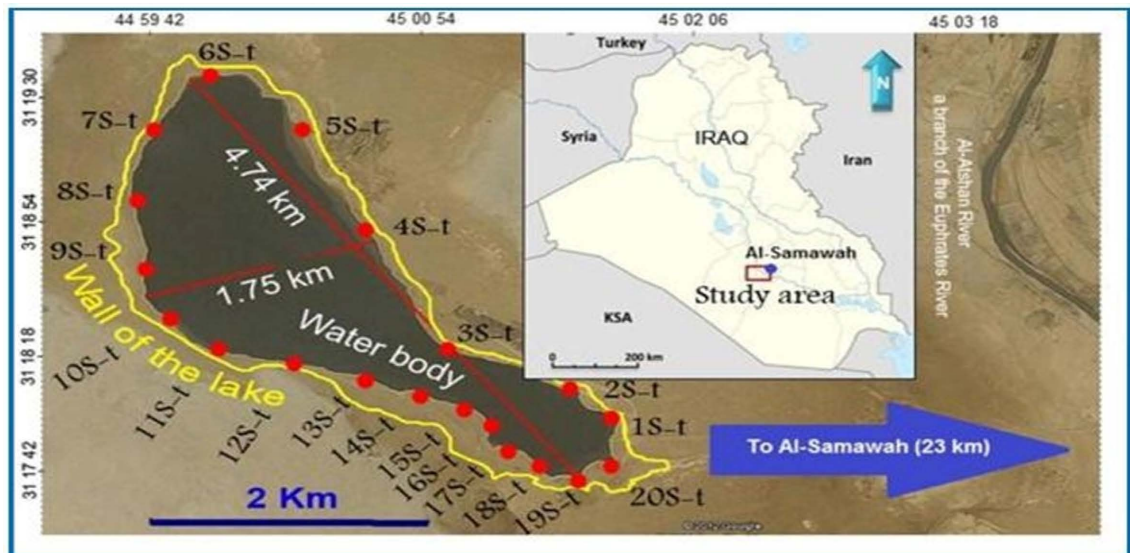 44 59 42
45 00 54
45 02 06
45 03 18
31 19 30
31 18 54
31 18 18
31 17 42
6S-t
7S-t
5S-t
8S-t
4S-t
9S-t
3S-t
2S-t
1S-t
10S-t
11S-t
12S-t
13S-t
14S-t
15S-t
16S-t
17S-t
18S-t
19S-t
20S-t
4.74 km
1.75 km
Water body
Wall of the lake
2 Km
Turkey
Syria
IRAQ
Iran
Al-Samawah
Study area
KSA
0 200 km
N
Al-Atshan River
a branch of the Euphrates River
To Al-Samawah (23 km)